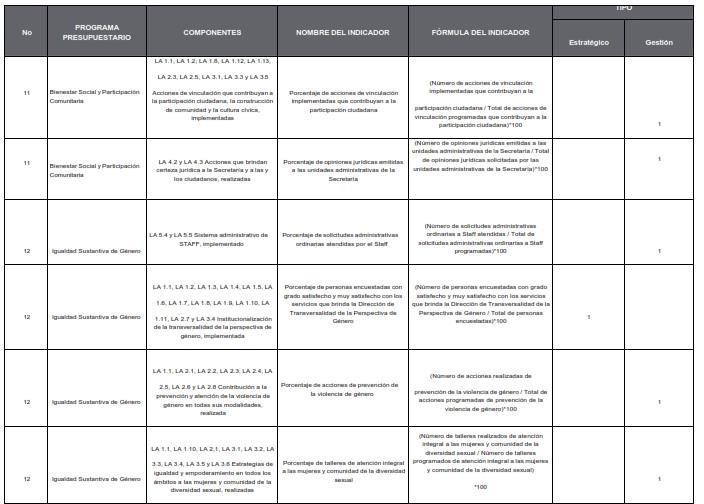 TIPO
No
PROGRAMA
PRESUPUESTARIO
COMPONENTES
NOMBRE DEL INDICADOR
FÓRMULA DEL INDICADOR
Estratégico
Gestión
11
Bienestar Social y Participación
Comunitaria
LA 1.1, LA 1.2, LA 1.8, LA 1.12, LA 1.13,
LA 2.3, LA 2.5, LA 3.1, LA 3.3 y LA 3.5
Acciones de vinculación que contribuyan a
la participación ciudadana, la construcción
de comunidad y la cultura cívica,
implementadas
Porcentaje de acciones de vinculación
implementadas que contribuyan a la
participación ciudadana
(Número de acciones de vinculación
implementadas que contribuyan a la
participación ciudadana / Total de acciones de
vinculación programadas que contribuyan a la
participación ciudadana)*100
1
11
Bienestar Social y Participación
Comunitaria
LA 4.2 y LA 4.3 Acciones que brindan
certeza jurídica a la Secretaría y a las y
los ciudadanos, realizadas
Porcentaje de opiniones jurídicas emitidas
a las unidades administrativas de la
Secretaría
(Número de opiniones jurídicas emitidas a las
unidades administrativas de la Secretaría / Total
de opiniones jurídicas solicitadas por las
unidades administrativas de la Secretaría)*100
1
12
Igualdad Sustantiva de Género
LA 5.4 y LA 5.5 Sistema administrativo de
STAFF, implementado
Porcentaje de solicitudes administrativas
ordinarias atendidas por el Staff
(Número de solicitudes administrativas
ordinarias a Staff atendidas / Total de
solicitudes administrativas ordinarias a Staff
programadas)*100
1
12
Igualdad Sustantiva de Género
LA 1.1, LA 1.2, LA 1.3, LA 1.4, LA 1.5, LA
1.6, LA 1.7, LA 1.8, LA 1.9, LA 1.10, LA
1.11, LA 2.7 y LA 3.4 Institucionalización
de la transversalidad de la perspectiva de
género, implementada
Porcentaje de personas encuestadas con
grado satisfecho y muy satisfecho con los
servicios que brinda la Dirección de
Transversalidad de la Perspectiva de
Género
(Número de personas encuestadas con grado
satisfecho y muy satisfecho con los servicios
que brinda la Dirección de Transversalidad de la
Perspectiva de Género / Total de personas
encuestadas)*100
1
12
Igualdad Sustantiva de Género
LA 1.1, LA 2.1, LA 2.2, LA 2.3, LA 2.4, LA
2.5, LA 2.6 y LA 2.8 Contribución a la
prevención y atención de la violencia de
género en todas sus modalidades,
realizada
Porcentaje de acciones de prevención de
la violencia de género
(Número de acciones realizadas de
prevención de la violencia de género / Total de
acciones programadas de prevención de la
violencia de género)*100
1
12
Igualdad Sustantiva de Género
LA 1.1, LA 1.10, LA 2.1, LA 3.1, LA 3.2, LA
3.3, LA 3.4, LA 3.5 y LA 3.6 Estrategias de
igualdad y empoderamiento en todos los
ámbitos a las mujeres y comunidad de la
diversidad sexual, realizadas
Porcentaje de talleres de atención integral
a las mujeres y comunidad de la diversidad
sexual
(Número de talleres realizados de atención
integral a las mujeres y comunidad de la
diversidad sexual / Número de talleres
programados de atención integral a las mujeres
y comunidad de la diversidad sexual)
*100
1